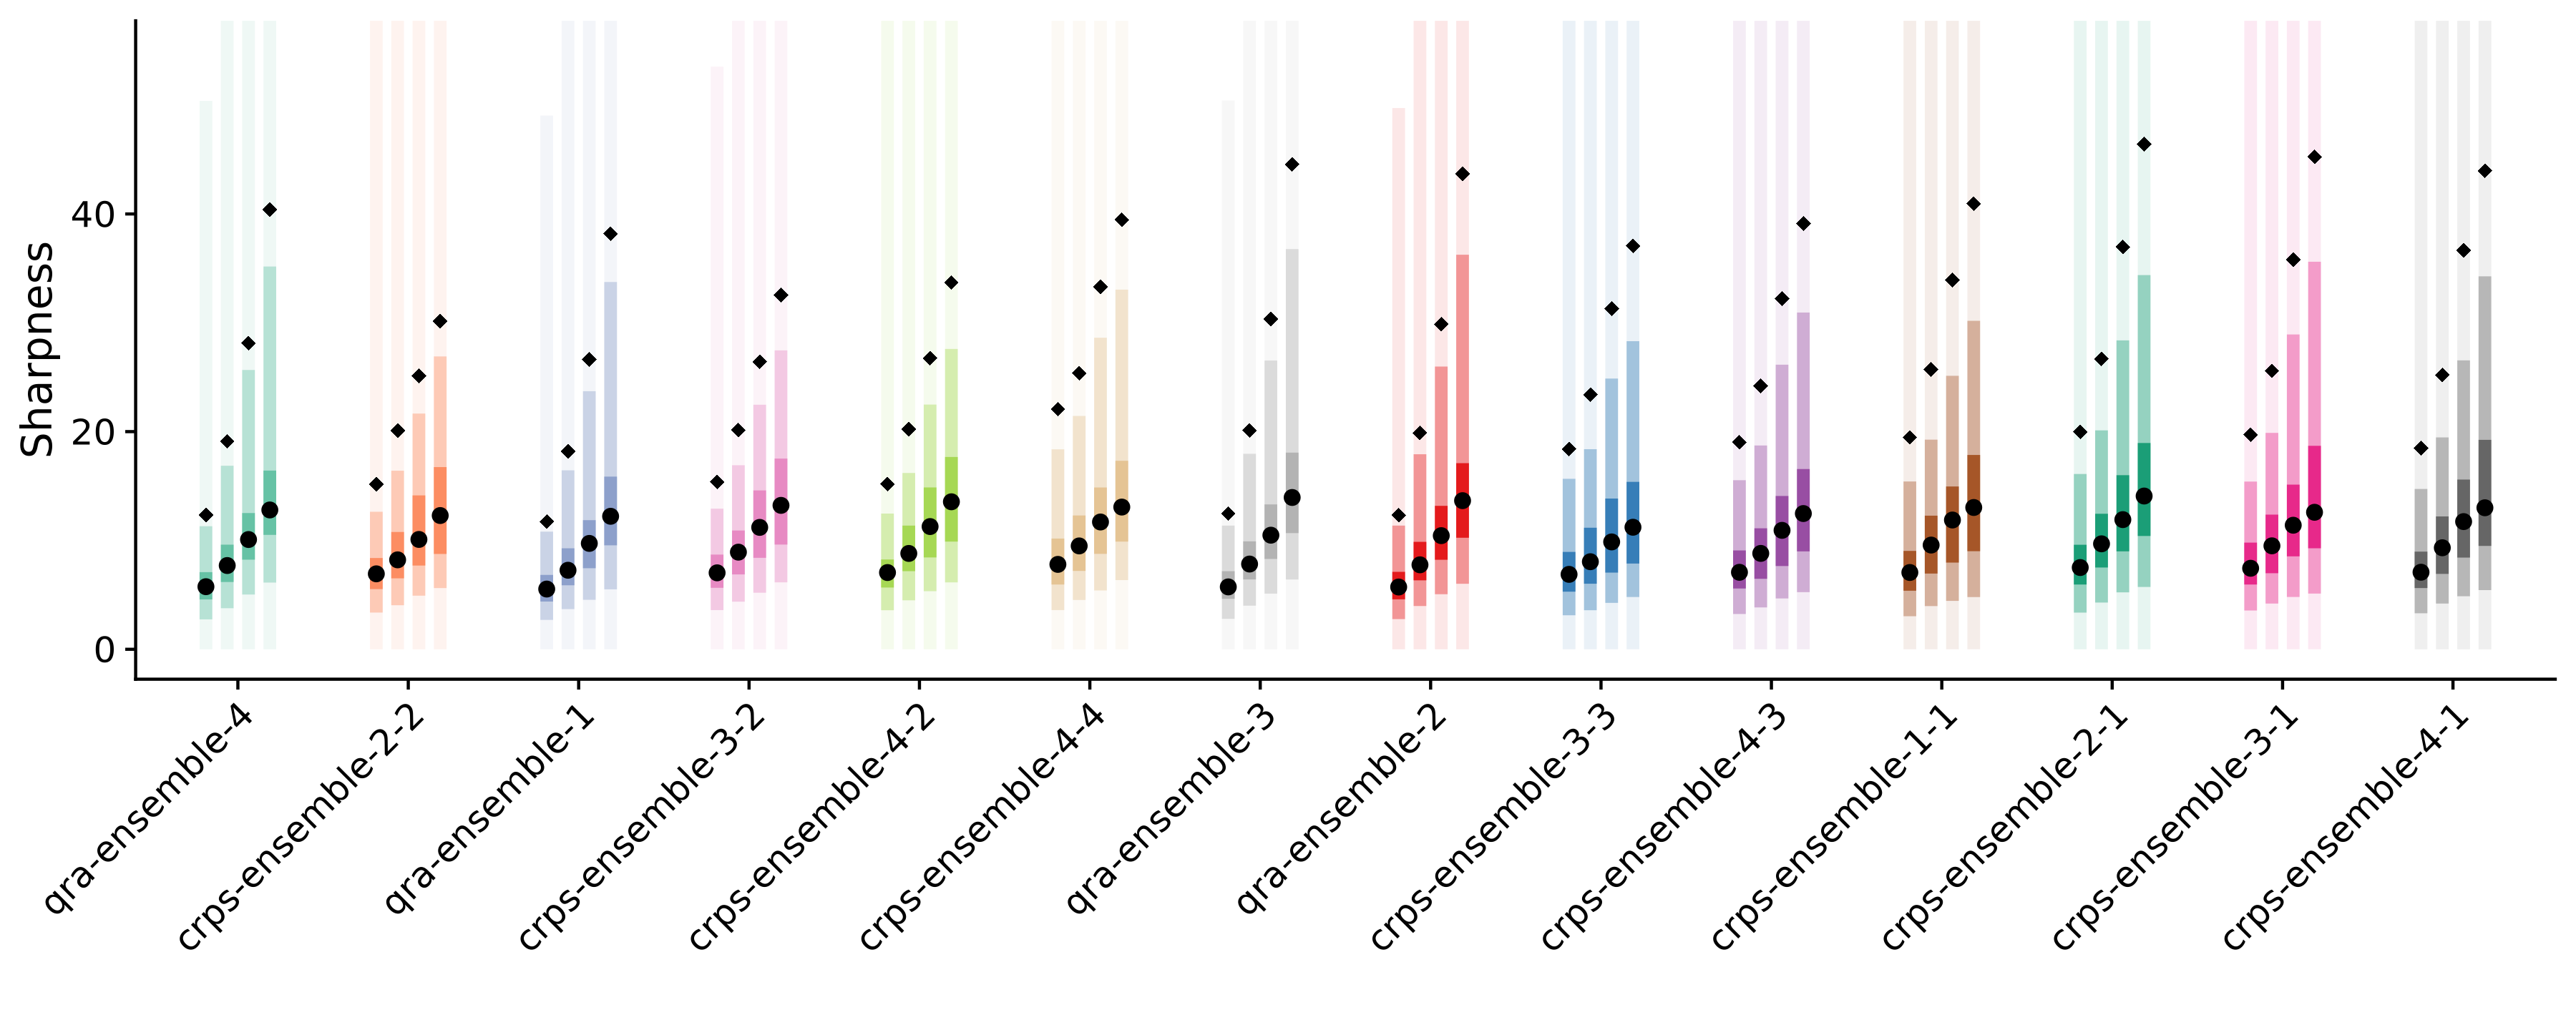 Sharpness
40
20
0
qra-ensemble-4
crps-ensemble-2-2
qra-ensemble-1
crps-ensemble-3-2
crps-ensemble-4-2
crps-ensemble-4-4
qra-ensemble-3
qra-ensemble-2
crps-ensemble-3-3
crps-ensemble-4-3
crps-ensemble-1-1
crps-ensemble-2-1
crps-ensemble-3-1
crps-ensemble-4-1